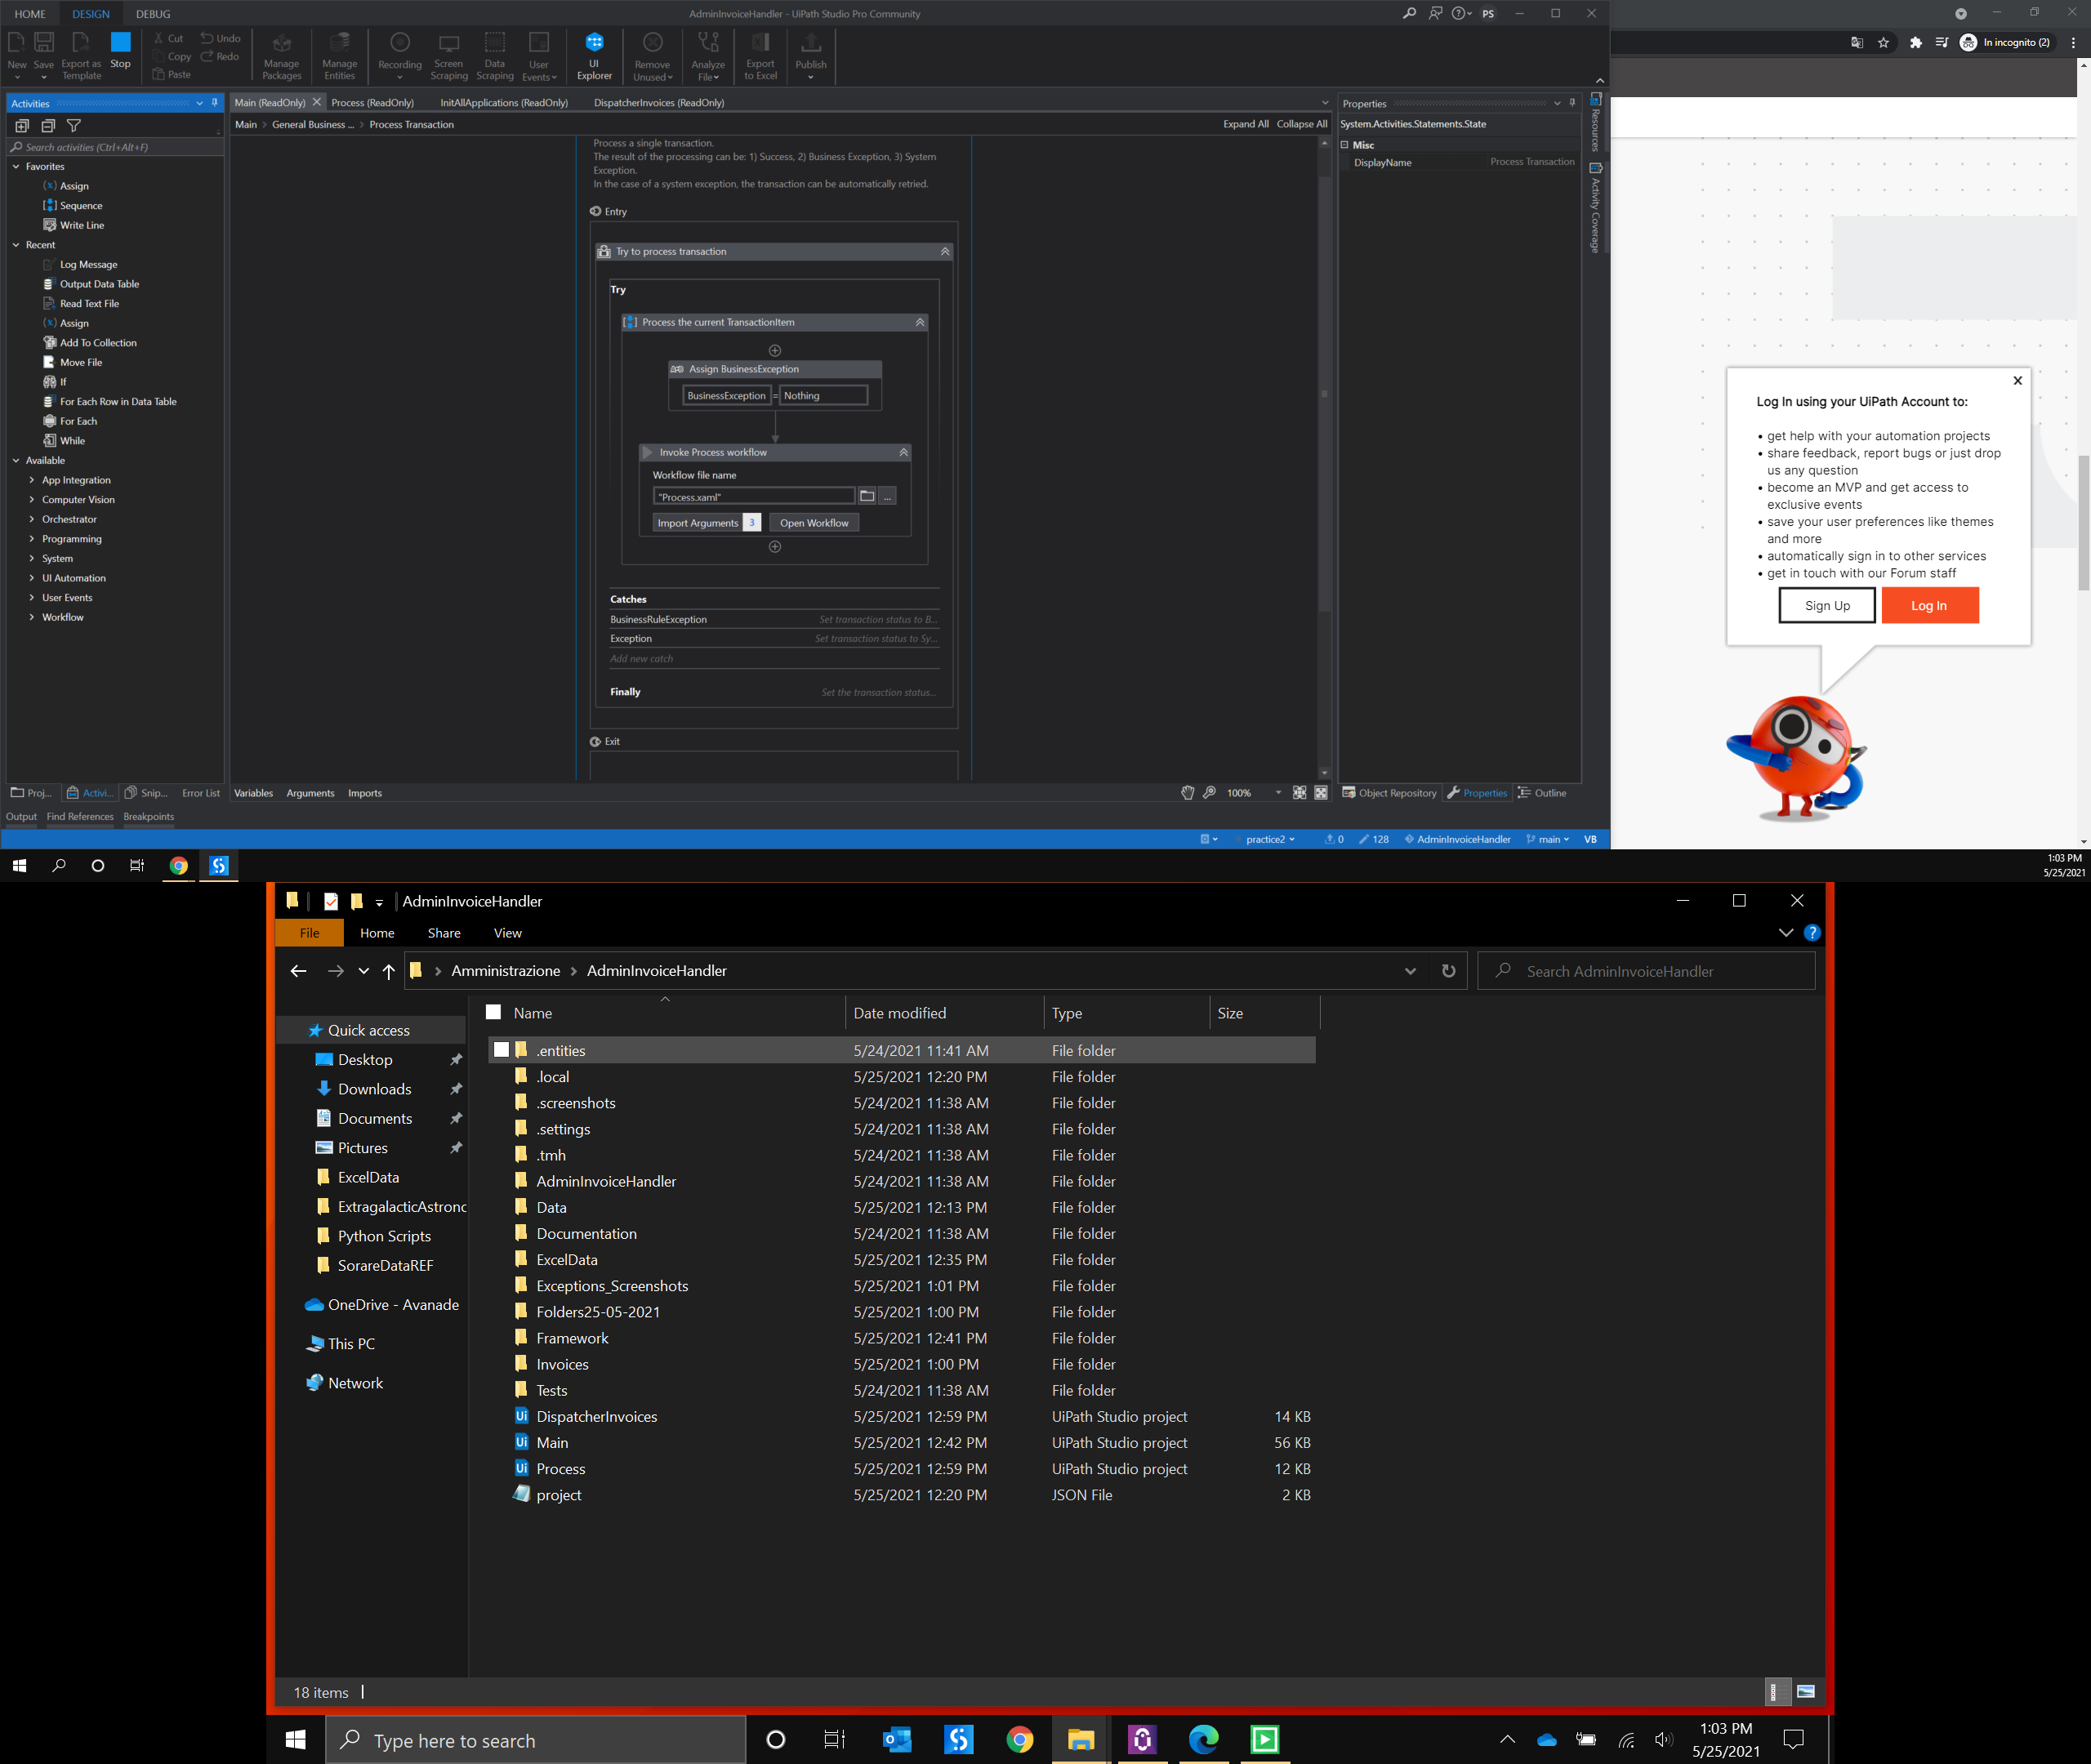 HOME DESIGN DEBUG
AdminInvoiceHandler - UiPath Studio Pro Community
PS
In incognito (2)
New Save Export as Template Stop
Cut Copy Paste Undo Redo
Manage Packages
Manage Entities
Recording
Screen Scraping
Data Scraping
User Events
UI Explorer
Remove Unused
Analyze File
Export to Excel
Publish
Activities
Search activities (Ctrl+Alt+F)
Favorites
Assign
Sequence
Write Line
Recent
Log Message
Output Data Table
Read Text File
Assign
Add To Collection
Move File
If
For Each Row in Data Table
For Each
While
Available
App Integration
Computer Vision
Orchestrator
Programming
System
UI Automation
User Events
Workflow
Main (ReadOnly) Process (ReadOnly) InitAllApplications (ReadOnly) DispatcherInvoices (ReadOnly)
Main > General Business ... > Process Transaction
Expand All Collapse All
Process a single transaction.
The result of the processing can be: 1) Success, 2) Business Exception, 3) System
Exception.
In the case of a system exception, the transaction can be automatically retried.
Entry
Try to process transaction
Try
Process the current TransactionItem
Assign BusinessException
BusinessException = Nothing
Invoke Process workflow
Workflow file name
"Process.xaml" ...
Import Arguments 3 Open Workflow
Catches
BusinessRuleException Set transaction status to B...
Exception Set transaction status to Sy...
Add new catch
Finally Set the transaction status...
Exit
Properties
System.Activities.Statements.State
Misc
DisplayName Process Transaction
Resources
Activity Coverage
Log In using your UiPath Account to:
• get help with your automation projects
• share feedback, report bugs or just drop
us any question
• become an MVP and get access to
exclusive events
• save your user preferences like themes
and more
• automatically sign in to other services
• get in touch with our Forum staff
Sign Up Log In
Proj... Activi... Snip... Error List
Variables Arguments Imports
100%
Object Repository Properties Outline
Output Find References Breakpoints
practice2 0 128 AdminInvoiceHandler main VB
1:03 PM
5/25/2021
AdminInvoiceHandler
File Home Share View
Amministrazione > AdminInvoiceHandler
Search AdminInvoiceHandler
Quick access
Desktop
Downloads
Documents
Pictures
ExcelData
ExtragalacticAstronc
Python Scripts
SorareDataREF
OneDrive - Avanade
This PC
Network
Name Date modified Type Size
.entities 5/24/2021 11:41 AM File folder
.local 5/25/2021 12:20 PM File folder
.screenshots 5/24/2021 11:38 AM File folder
.settings 5/24/2021 11:38 AM File folder
.tmh 5/24/2021 11:38 AM File folder
AdminInvoiceHandler 5/24/2021 11:38 AM File folder
Data 5/25/2021 12:13 PM File folder
Documentation 5/24/2021 11:38 AM File folder
ExcelData 5/25/2021 12:35 PM File folder
Exceptions_Screenshots 5/25/2021 1:01 PM File folder
Folders25-05-2021 5/25/2021 1:00 PM File folder
Framework 5/25/2021 12:41 PM File folder
Invoices 5/25/2021 1:00 PM File folder
Tests 5/24/2021 11:38 AM File folder
DispatcherInvoices 5/25/2021 12:59 PM UiPath Studio project 14 KB
Main 5/25/2021 12:42 PM UiPath Studio project 56 KB
Process 5/25/2021 12:59 PM UiPath Studio project 12 KB
project 5/25/2021 12:20 PM JSON File 2 KB
18 items
Type here to search
1:03 PM
5/25/2021